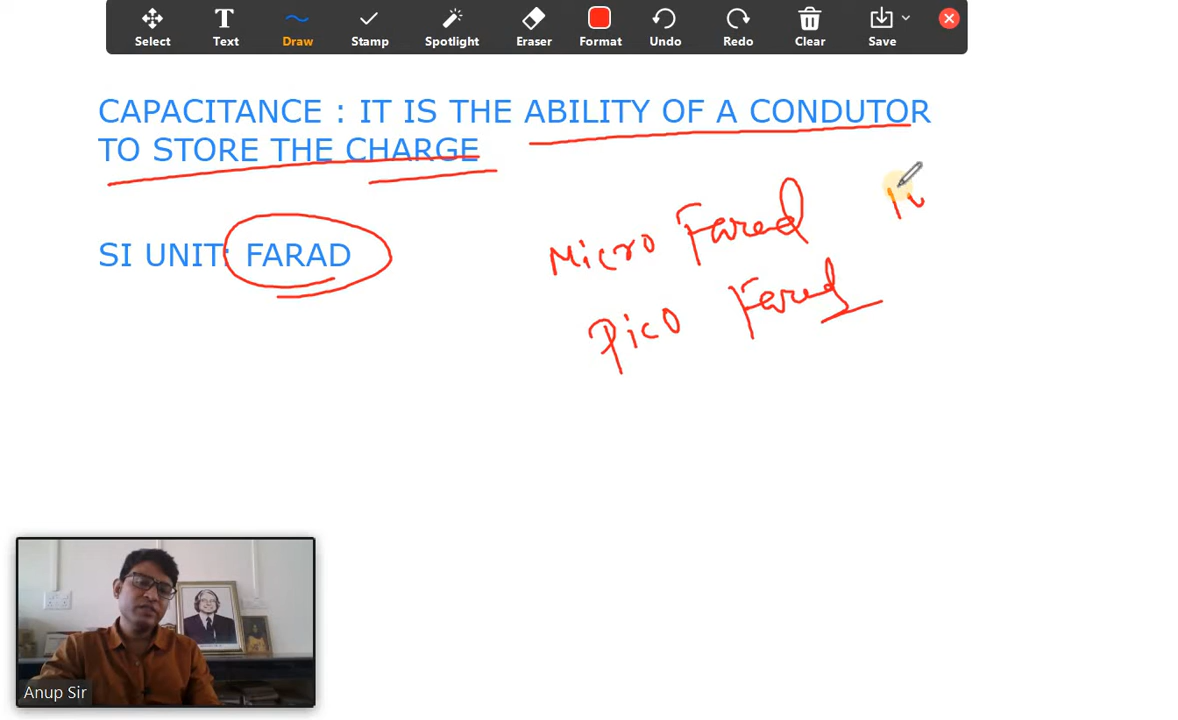 Select Text Draw Stamp Spotlight Eraser Format Undo Redo Clear Save
CAPACITANCE : IT IS THE ABILITY OF A CONDUTOR
TO STORE THE CHARGE
SI UNIT: FARAD
Micro Farad
Pico Farad
Anup Sir